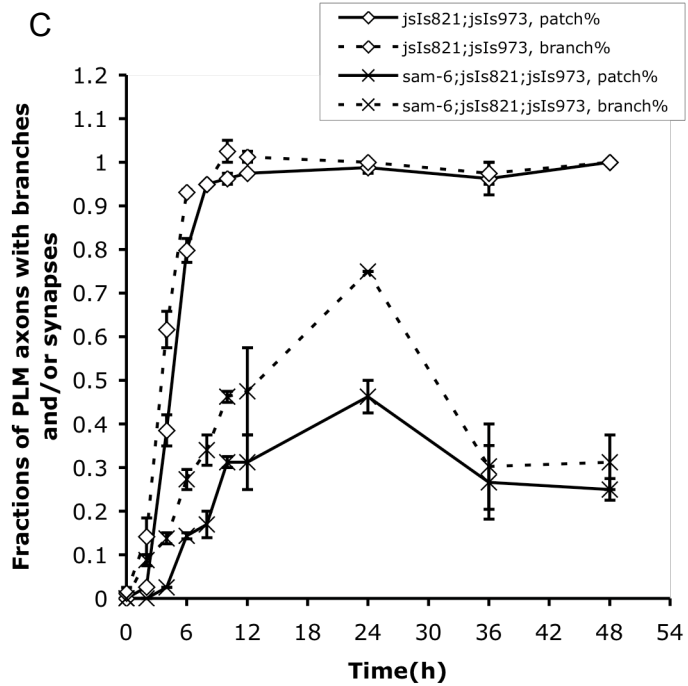 C
jsIs821;jsIs973, patch%
jsIs821;jsIs973, branch%
sam-6;jsIs821;jsIs973, patch%
sam-6;jsIs821;jsIs973, branch%
Fractions of PLM axons with branches
and/or synapses
1.2
1.1
1
0.9
0.8
0.7
0.6
0.5
0.4
0.3
0.2
0.1
0
0 6 12 18 24 30 36 42 48 54
Time(h)